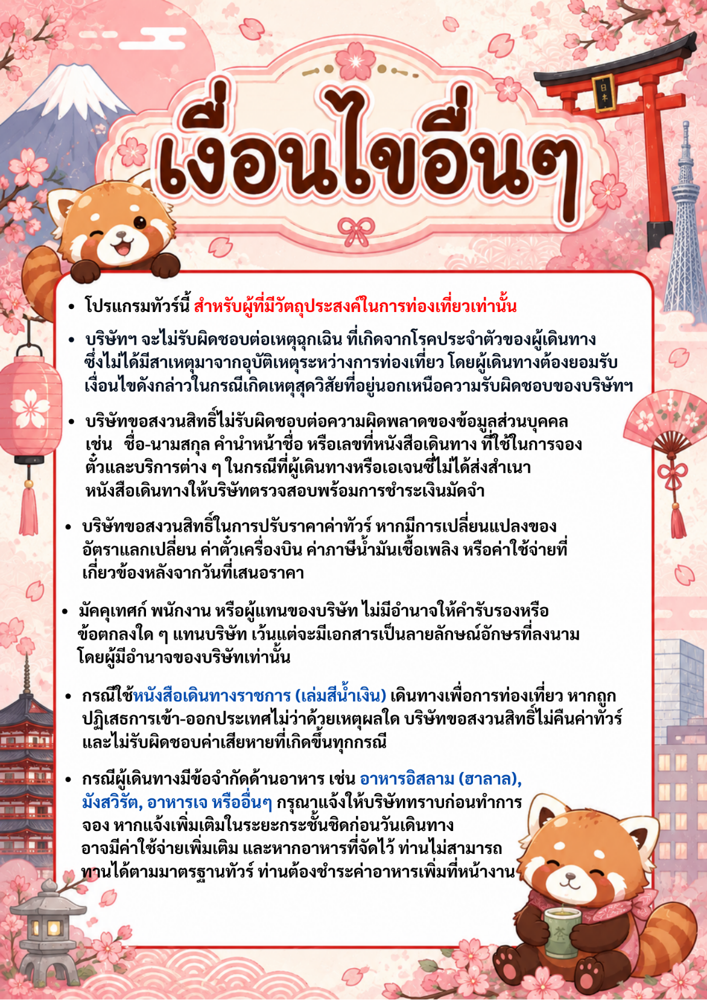 เงื่อนไขอื่นๆ
日本
• โปรแกรมทัวร์นี้ สำหรับผู้ที่มีวัตถุประสงค์ในการท่องเที่ยวเท่านั้น
• บริษัทฯ จะไม่รับผิดชอบต่อเหตุฉุกเฉิน ที่เกิดจากโรคประจำตัวของผู้เดินทาง
ซึ่งไม่ได้มีสาเหตุมาจากอุบัติเหตุระหว่างการท่องเที่ยว โดยผู้เดินทางต้องยอมรับ
เงื่อนไขดังกล่าวในกรณีเกิดเหตุสุดวิสัยที่อยู่นอกเหนือความรับผิดชอบของบริษัทฯ
• บริษัทขอสงวนสิทธิ์ไม่รับผิดชอบต่อความผิดพลาดของข้อมูลส่วนบุคคล
เช่น ชื่อ-นามสกุล คำนำหน้าชื่อ หรือเลขที่หนังสือเดินทาง ที่ใช้ในการจอง
ตั๋วและบริการต่าง ๆ ในกรณีที่ผู้เดินทางหรือเอเจนซี่ไม่ได้ส่งสำเนา
หนังสือเดินทางให้บริษัทตรวจสอบพร้อมการชำระเงินมัดจำ
• บริษัทขอสงวนสิทธิ์ในการปรับราคาค่าทัวร์ หากมีการเปลี่ยนแปลงของ
อัตราแลกเปลี่ยน ค่าตั๋วเครื่องบิน ค่าภาษีน้ำมันเชื้อเพลิง หรือค่าใช้จ่ายที่
เกี่ยวข้องหลังจากวันที่เสนอราคา
• มัคคุเทศก์ พนักงาน หรือผู้แทนของบริษัท ไม่มีอำนาจให้คำรับรองหรือ
ข้อตกลงใด ๆ แทนบริษัท เว้นแต่จะมีเอกสารเป็นลายลักษณ์อักษรที่ลงนาม
โดยผู้มีอำนาจของบริษัทเท่านั้น
• กรณีใช้หนังสือเดินทางราชการ (เล่มสีน้ำเงิน) เดินทางเพื่อการท่องเที่ยว หากถูก
ปฏิเสธการเข้า-ออกประเทศไม่ว่าด้วยเหตุผลใด บริษัทขอสงวนสิทธิ์ไม่คืนค่าทัวร์
และไม่รับผิดชอบค่าเสียหายที่เกิดขึ้นทุกกรณี
• กรณีผู้เดินทางมีข้อจำกัดด้านอาหาร เช่น อาหารอิสลาม (ฮาลาล),
มังสวิรัต, อาหารเจ หรืออื่นๆ กรุณาแจ้งให้บริษัททราบก่อนทำการ
จอง หากแจ้งเพิ่มเติมในระยะกระชั้นชิดก่อนวันเดินทาง
อาจมีค่าใช้จ่ายเพิ่มเติม และหากอาหารที่จัดไว้ ท่านไม่สามารถ
ทานได้ตามมาตรฐานทัวร์ ท่านต้องชำระค่าอาหารเพิ่มที่หน้างาน
茶